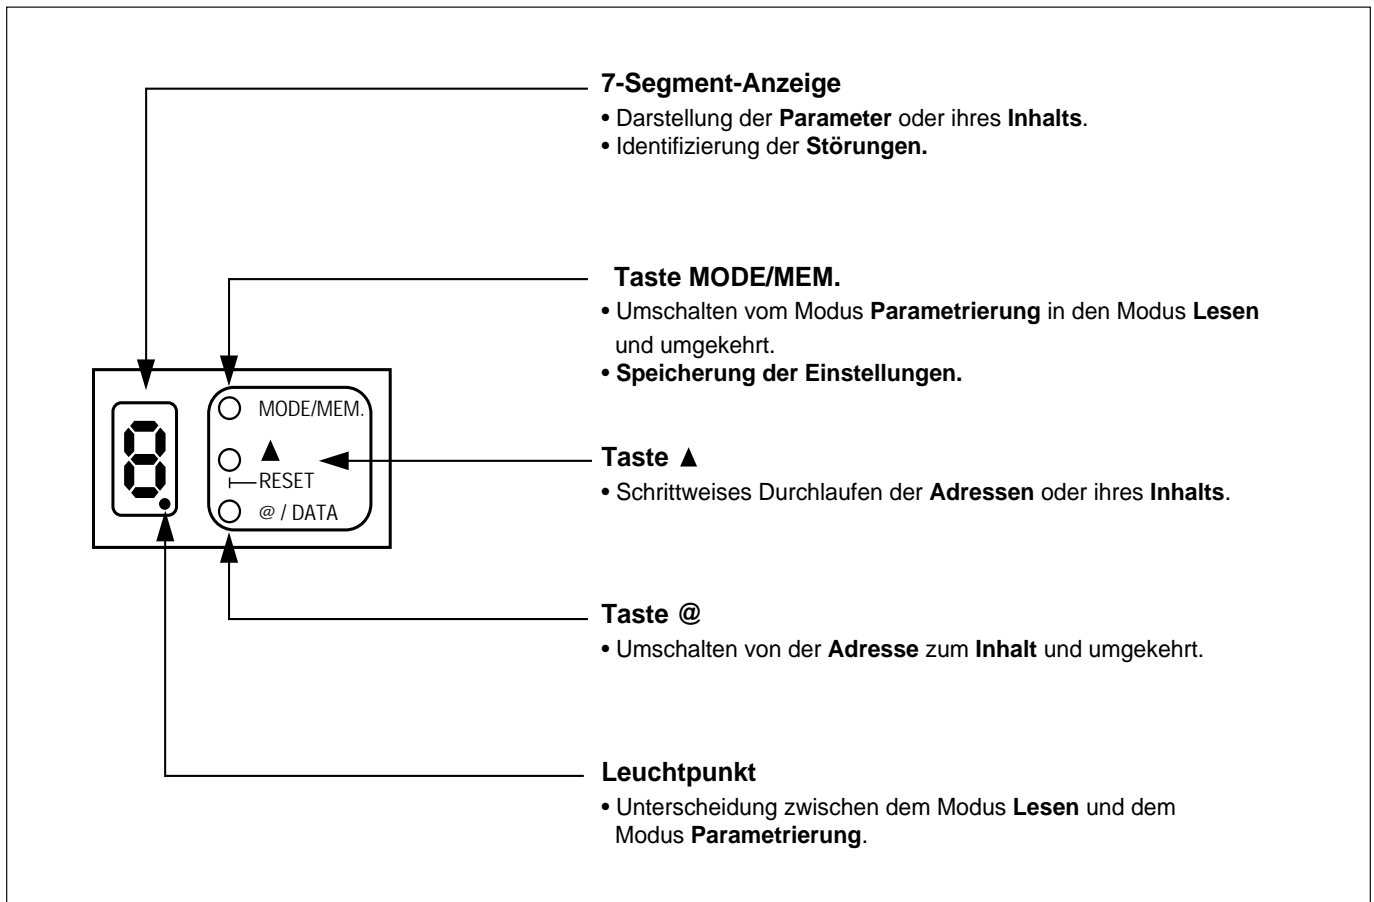 7-Segment-Anzeige
• Darstellung der Parameter oder ihres Inhalts.
• Identifizierung der Störungen.
Taste MODE/MEM.
• Umschalten vom Modus Parametrierung in den Modus Lesen
und umgekehrt.
• Speicherung der Einstellungen.
8.
MODE/MEM.
▲
RESET
@ / DATA
Taste ▲
• Schrittweises Durchlaufen der Adressen oder ihres Inhalts.
Taste @
• Umschalten von der Adresse zum Inhalt und umgekehrt.
Leuchtpunkt
• Unterscheidung zwischen dem Modus Lesen und dem
Modus Parametrierung.